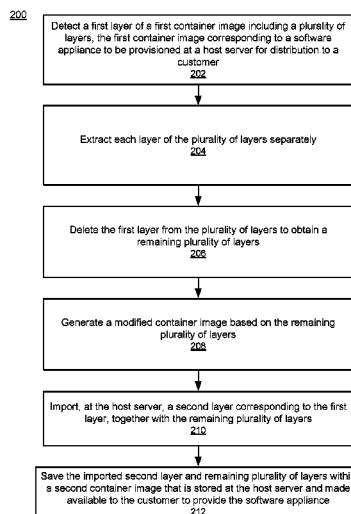 200
Detect a first layer of a first container image including a plurality of
layers, the first container image corresponding to a software
appliance to be provisioned at a host server for distribution to a
customer
202
Extract each layer of the plurality of layers separately
204
Delete the first layer from the plurality of layers to obtain a
remaining plurality of layers
206
Generate a modified container image based on the remaining
plurality of layers
208
Import, at the host server, a second layer corresponding to the first
layer, together with the remaining plurality of layers
210
Save the imported second layer and remaining plurality of layers withi
a second container image that is stored at the host server and made
available to the customer to provide the software appliance
212